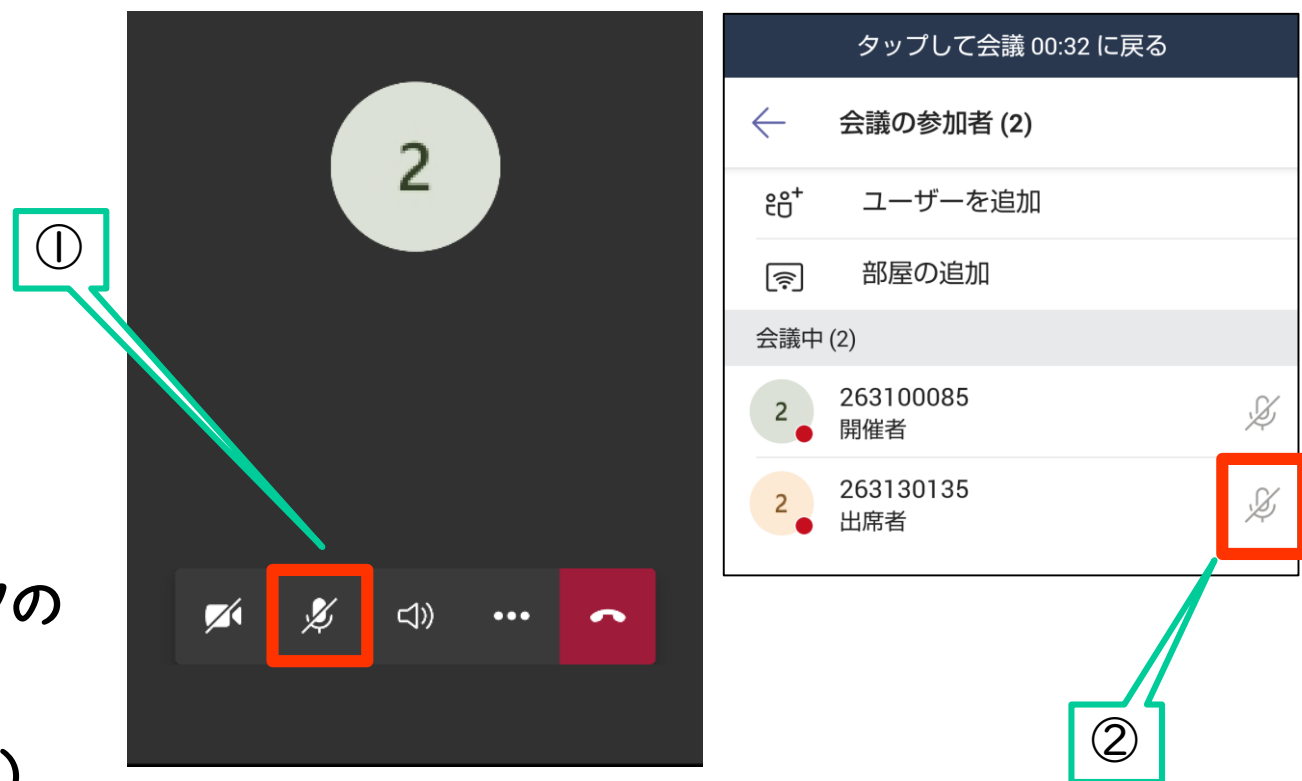 ①
2
クの
)
タップして会議 00:32 に戻る
会議の参加者 (2)
ユーザーを追加
部屋の追加
会議中 (2)
2
263100085
開催者
2
263130135
出席者
②